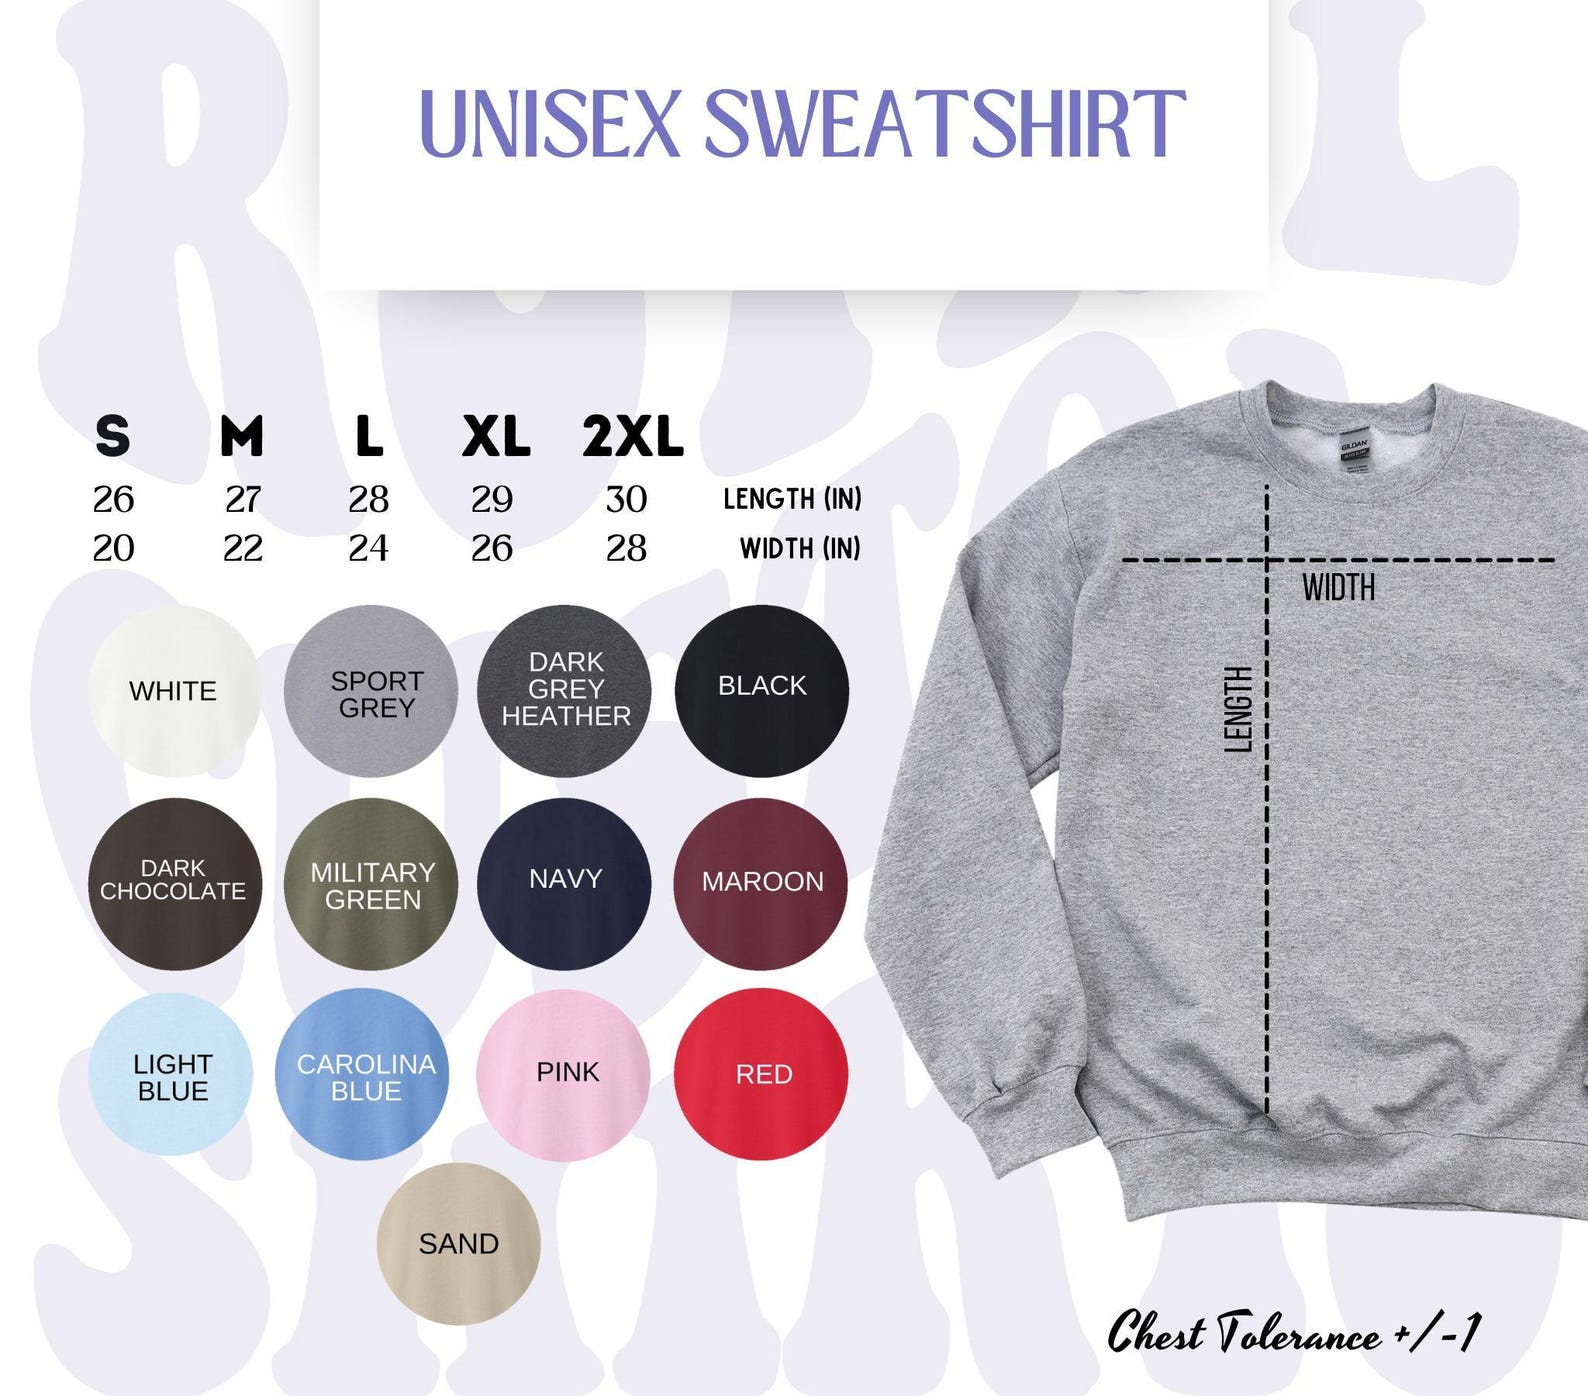 UNISEX SWEATSHIRT
S M L XL 2XL
26 27 28 29 30 LENGTH (IN)
20 22 24 26 28 WIDTH (IN)
GILDAN
WIDTH
LENGTH
WHITE
SPORT
GREY
DARK
GREY
HEATHER
BLACK
DARK
CHOCOLATE
MILITARY
GREEN
NAVY
MAROON
LIGHT
BLUE
CAROLINA
BLUE
PINK
RED
SAND
Chest Tolerance +/-1